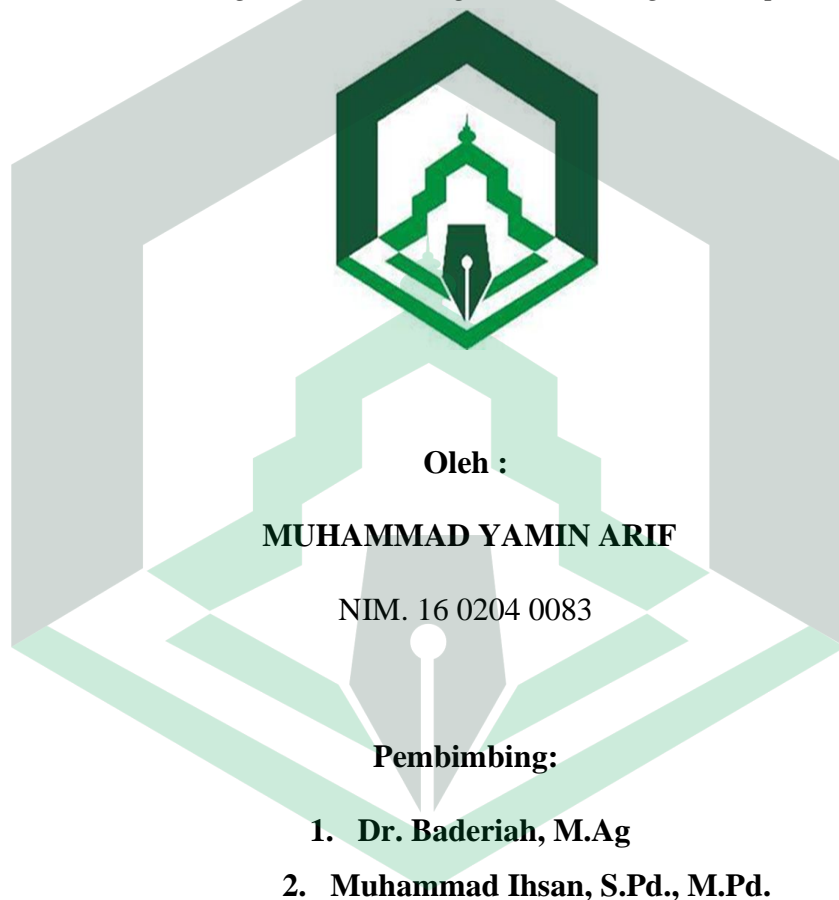 Oleh :
MUHAMMAD YAMIN ARIF
NIM. 16 0204 0083
Pembimbing:
1. Dr. Baderiah, M.Ag
2. Muhammad Ihsan, S.Pd., M.Pd.